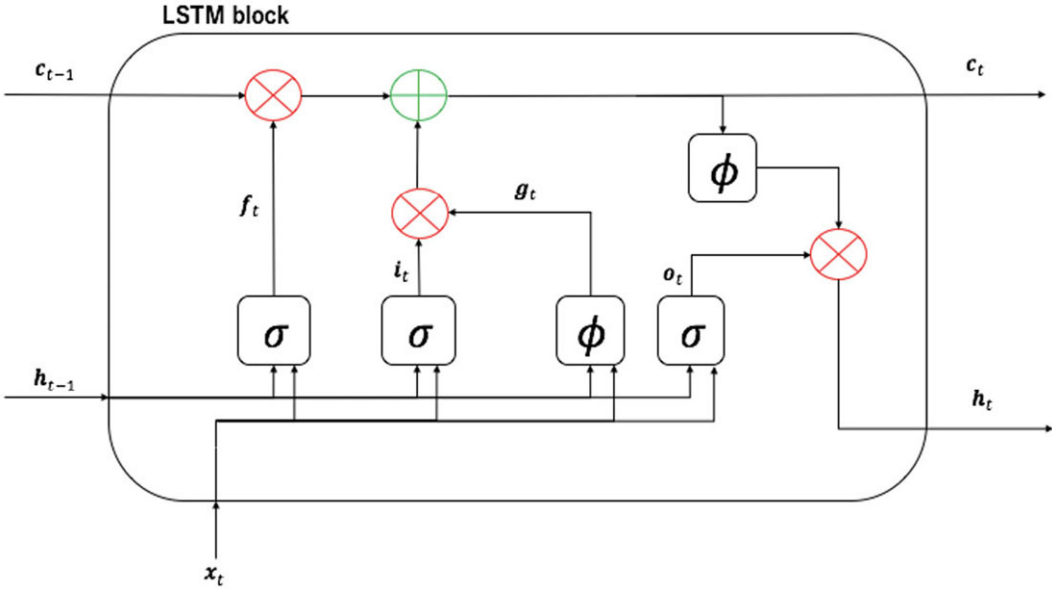 LSTM block
c_{t-1}
c_t
ϕ
g_t
f_t
i_t
o_t
σ
σ
ϕ
σ
h_{t-1}
h_t
x_t